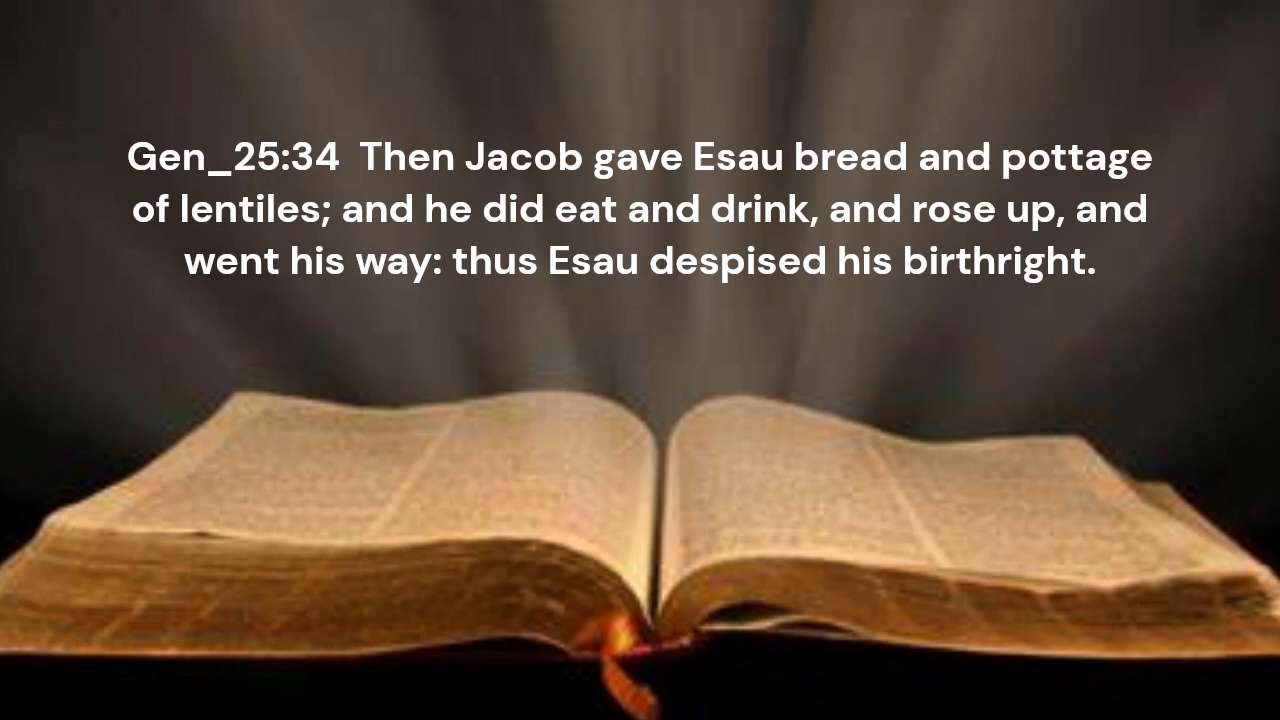 Gen_25:34  Then Jacob gave Esau bread and pottage
of lentiles; and he did eat and drink, and rose up, and
went his way: thus Esau despised his birthright.